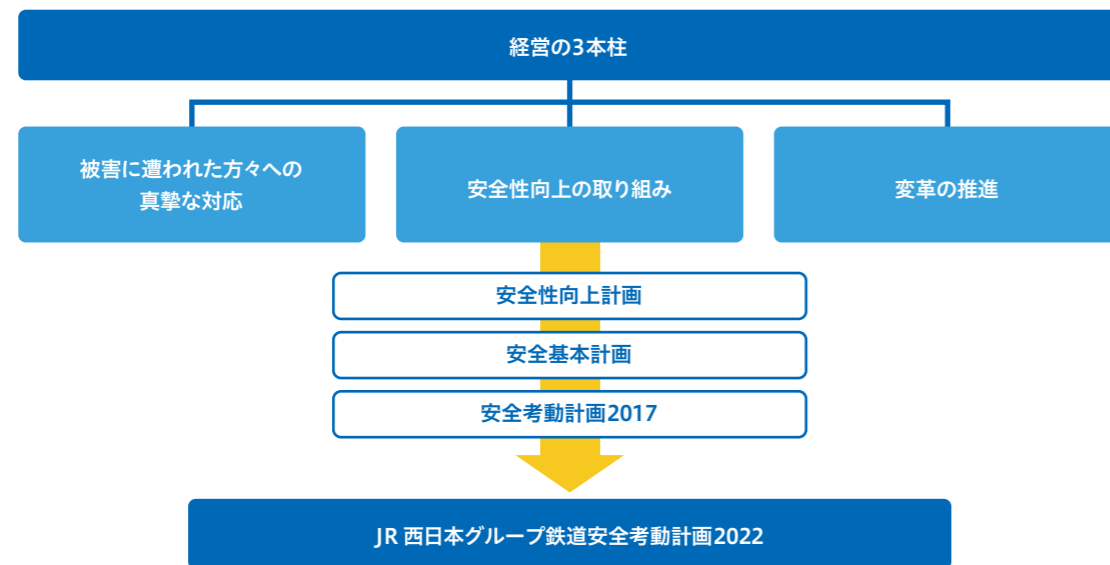 経営の3本柱
被害に遭われた方々への
真摯な対応
安全性向上の取り組み
変革の推進
安全性向上計画
安全基本計画
安全考動計画2017
JR 西日本グループ鉄道安全考動計画2022